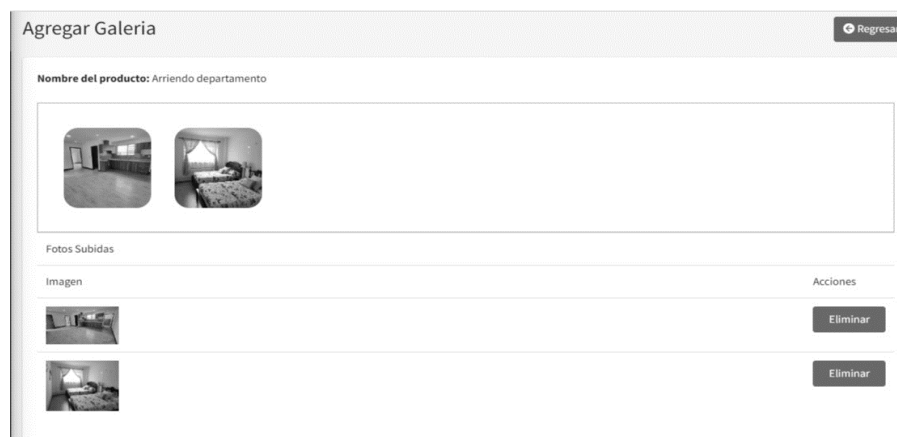 Agregar Galeria
Regresar
Nombre del producto: Arriendo departamento
Fotos Subidas
Imagen Acciones
Eliminar
Eliminar